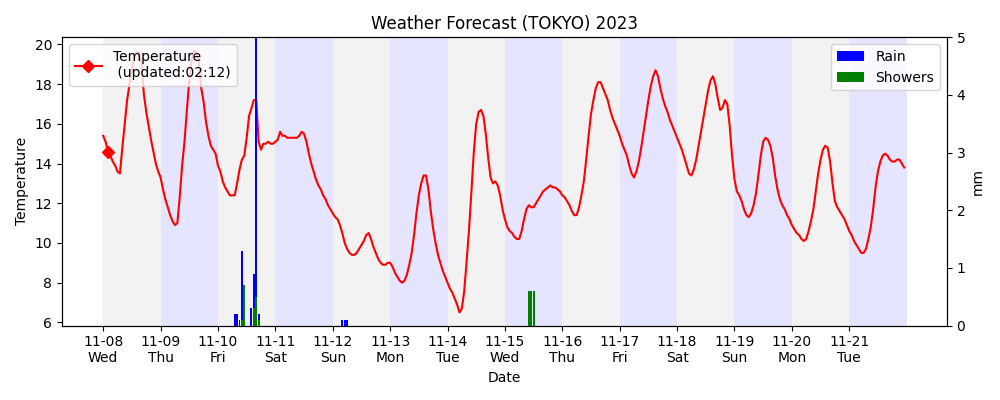 Weather Forecast (TOKYO) 2023
Temperature
(updated:02:12)
Rain
Showers
Temperature
20
18
16
14
12
10
8
6
5
4
3
2
1
0
mm
11-08 11-09 11-10 11-11 11-12 11-13 11-14 11-15 11-16 11-17 11-18 11-19 11-20 11-21
Wed Thu Fri Sat Sun Mon Tue Wed Thu Fri Sat Sun Mon Tue
Date